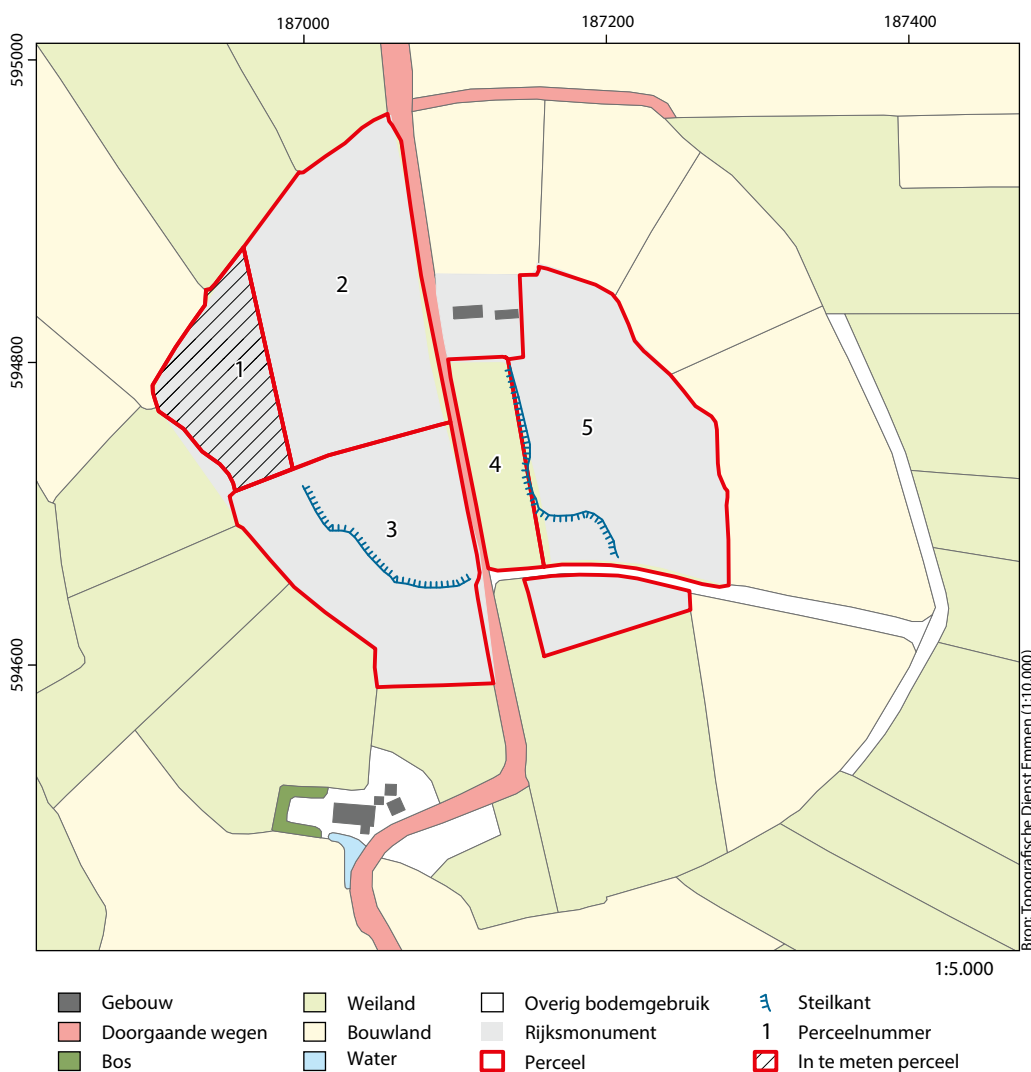 187000 187200 187400
595000
594800
594600
2
1
5
4
3
Bron: Topografische Dienst Emmen (1:10.000)
1:5.000
Gebouw
Doorgaande wegen
Bos
Weiland
Bouwland
Water
Overig bodemgebruik
Rijksmonument
Perceel
Steilkant
1 Perceelnummer
In te meten perceel